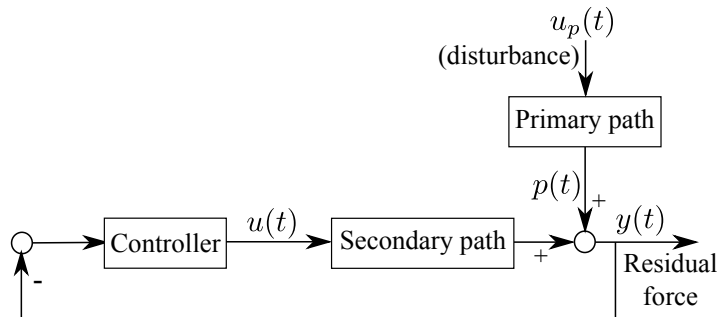 u_p(t)
(disturbance)
Primary path
p(t)
+
Controller
u(t)
Secondary path
+
y(t)
Residual
force
-